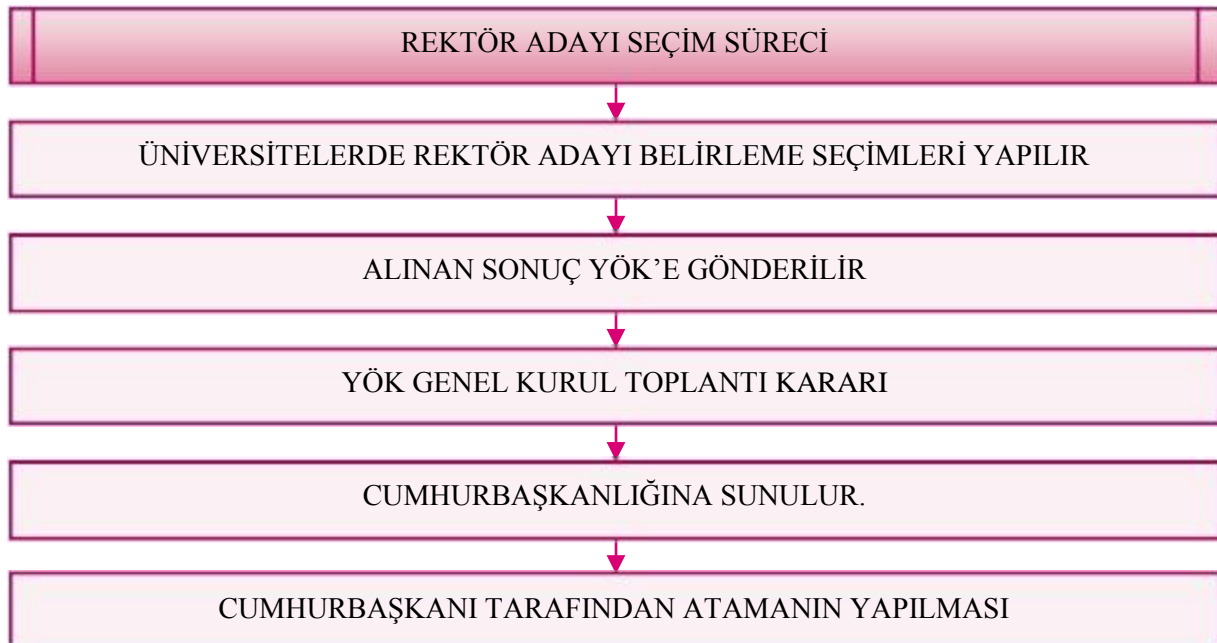 REKTÖR ADAYI SEÇİM SÜRECİ
ÜNİVERSİTELERDE REKTÖR ADAYI BELİRLEME SEÇİMLERİ YAPILIR
ALINAN SONUÇ YÖK’E GÖNDERİLİR
YÖK GENEL KURUL TOPLANTI KARARI
CUMHURBAŞKANLIĞINA SUNULUR.
CUMHURBAŞKANI TARAFINDAN ATAMANIN YAPILMASI